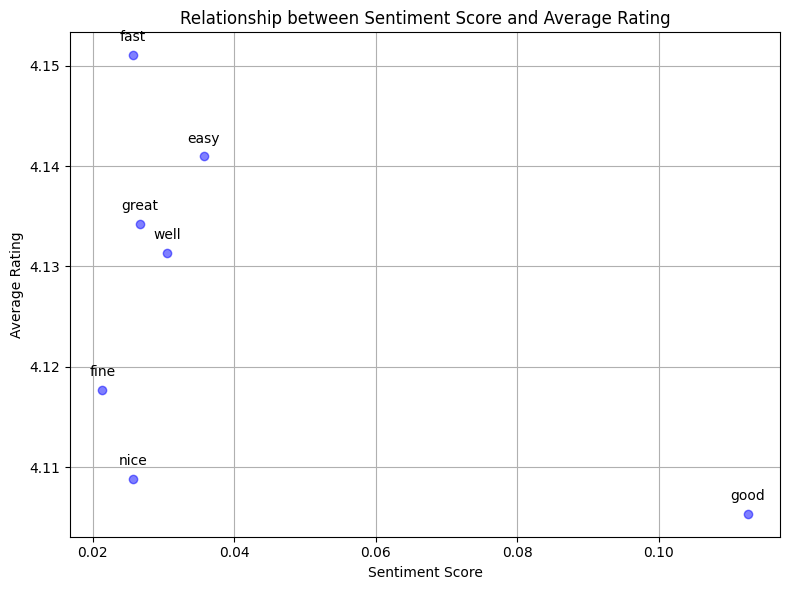 Relationship between Sentiment Score and Average Rating
fast
4.15
easy
4.14
great
well
Average Rating
4.13
fine
4.12
nice
4.11
good
0.02 0.04 0.06 0.08 0.10
Sentiment Score